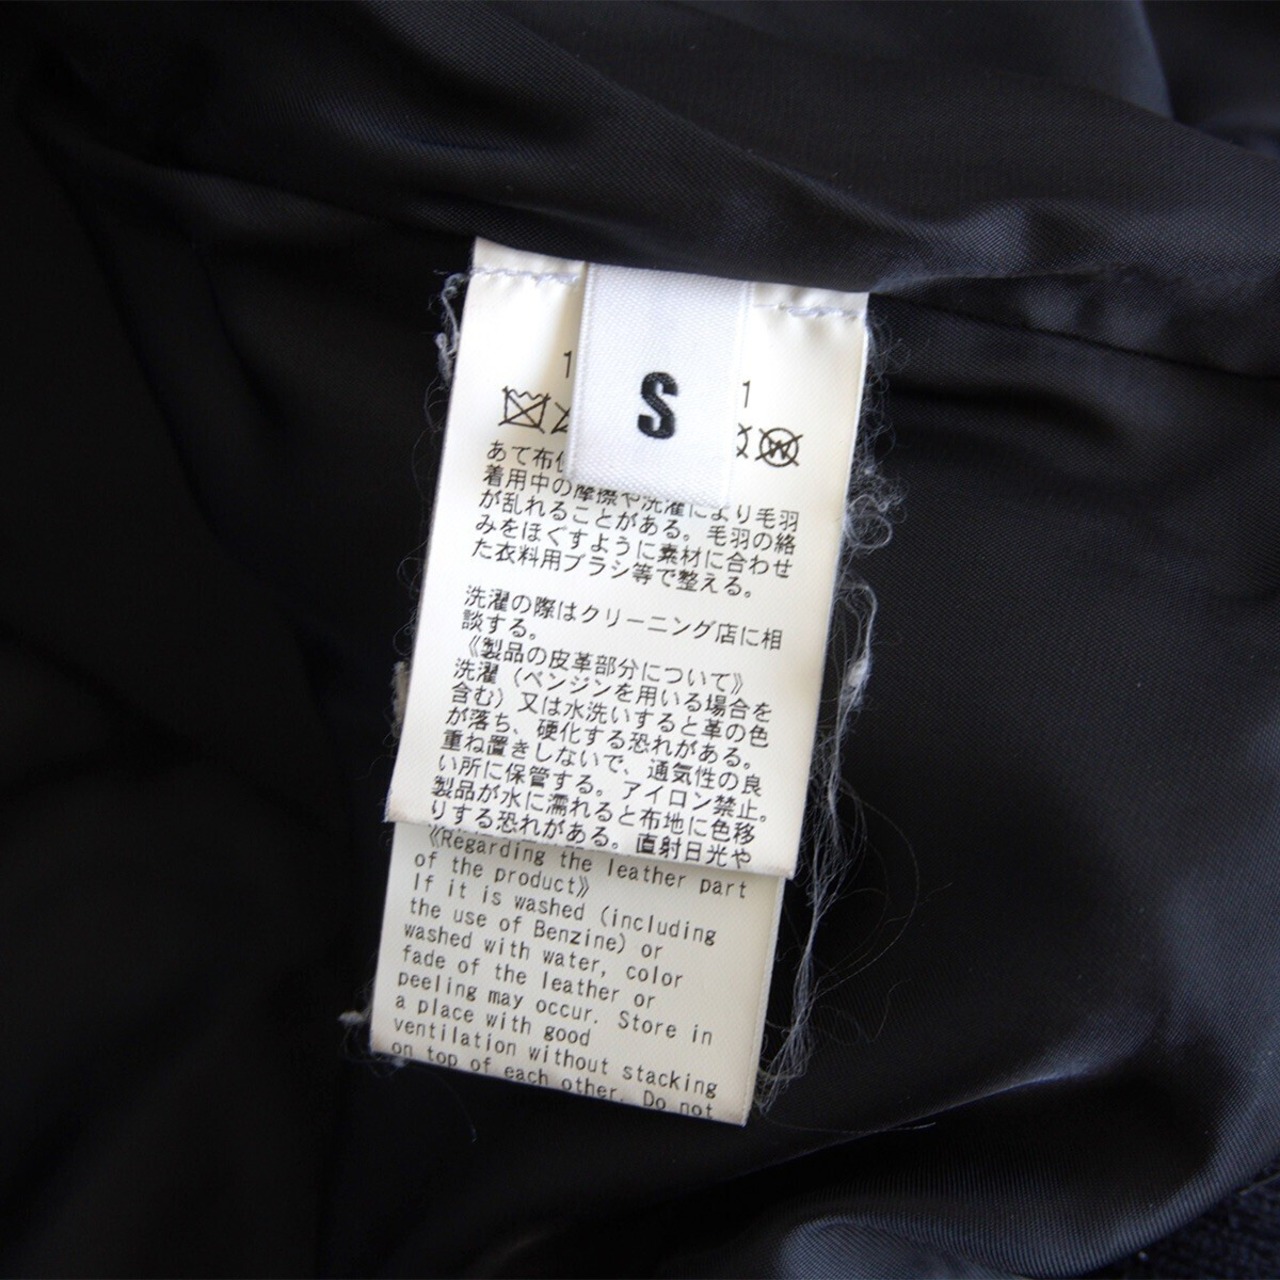 S
1
1
W
あて布
着用中の摩擦や洗濯により毛羽
が乱れることがある。毛羽の絡
みをほぐすように素材に合わせ
た衣料用ブラシ等で整える。
洗濯の際はクリーニング店に相
談する。
《製品の皮革部分について》
洗濯（ベンジンを用いる場合を
含む）又は水洗いすると革の色
が落ち、硬化する恐れがある。
重ね置きしないで、通気性の良
い所に保管する。アイロン禁止。
製品が水に濡れると布地に色移
りする恐れがある。直射日光や
《Regarding the leather part
of the product》
If it is washed (including
the use of Benzine) or
washed with water, color
fade of the leather or
peeling may occur. Store in
a place with good
ventilation without stacking
on top of each other. Do not